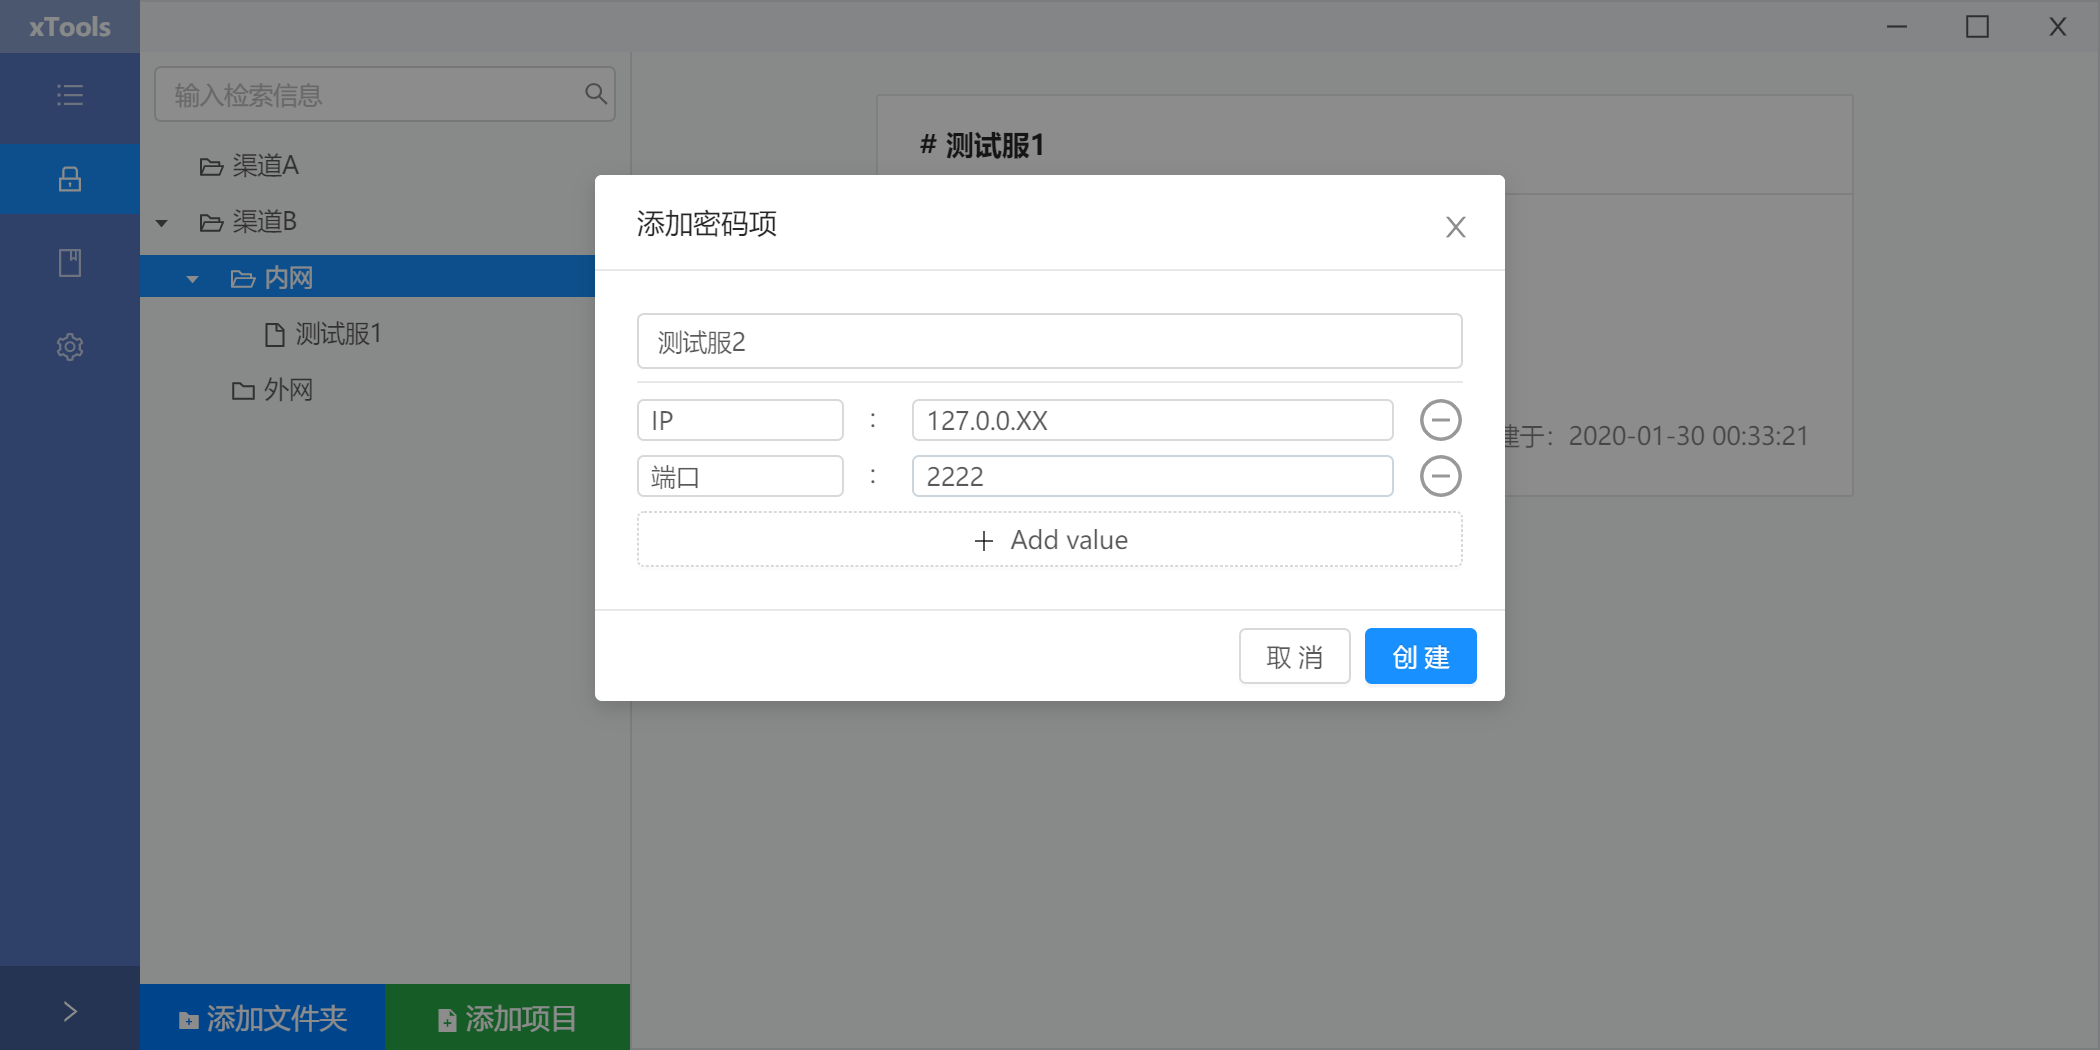 xTools
输入检索信息
渠道A
渠道B
内网
测试服1
外网
添加文件夹
添加项目
# 测试服1
建于：2020-01-30 00:33:21
添加密码项
测试服2
IP : 127.0.0.XX
端口 : 2222
Add value
取 消
创 建